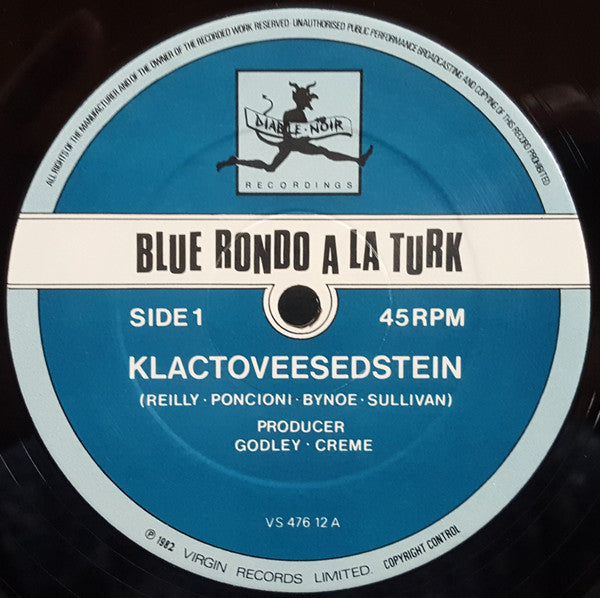 ALL RIGHTS OF THE MANUFACTURER AND OF THE OWNER OF THE RECORDED WORK RESERVED · UNAUTHORISED PUBLIC PERFORMANCE BROADCASTING AND COPYING OF THIS RECORD PROHIBITED
DIABLE · NOIR
RECORDINGS
BLUE RONDO A LA TURK
SIDE 1 45 RPM
KLACTOVEESEDSTEIN
(REILLY · PONCIONI · BYNOE · SULLIVAN)
PRODUCER
GODLEY · CREME
VS 476 12 A
℗ 1982 VIRGIN RECORDS LIMITED. COPYRIGHT CONTROL